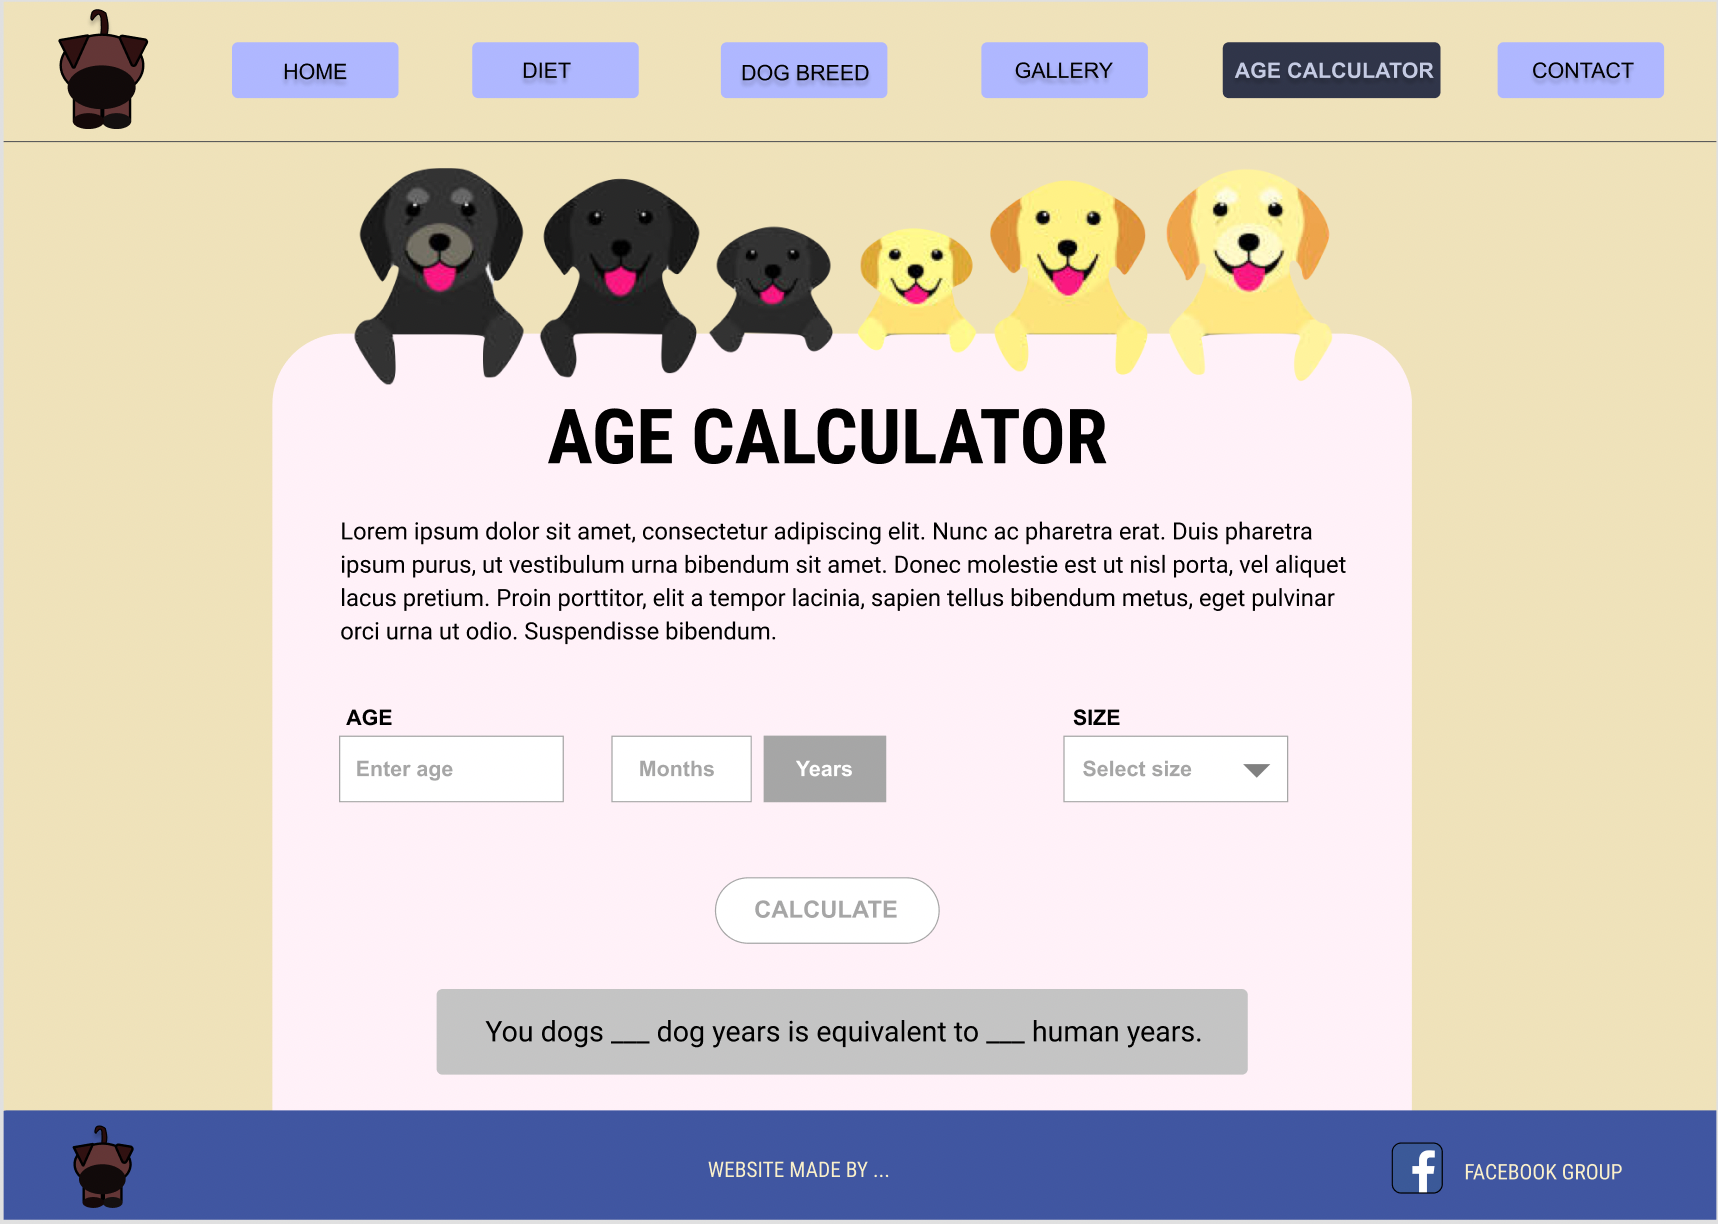 HOME
DIET
DOG BREED
GALLERY
AGE CALCULATOR
CONTACT
AGE CALCULATOR
Lorem ipsum dolor sit amet, consectetur adipiscing elit. Nunc ac pharetra erat. Duis pharetra
ipsum purus, ut vestibulum urna bibendum sit amet. Donec molestie est ut nisl porta, vel aliquet
lacus pretium. Proin porttitor, elit a tempor lacinia, sapien tellus bibendum metus, eget pulvinar
orci urna ut odio. Suspendisse bibendum.
AGE
SIZE
Enter age
Months
Years
Select size
CALCULATE
You dogs ___ dog years is equivalent to ___ human years.
WEBSITE MADE BY ...
f
FACEBOOK GROUP